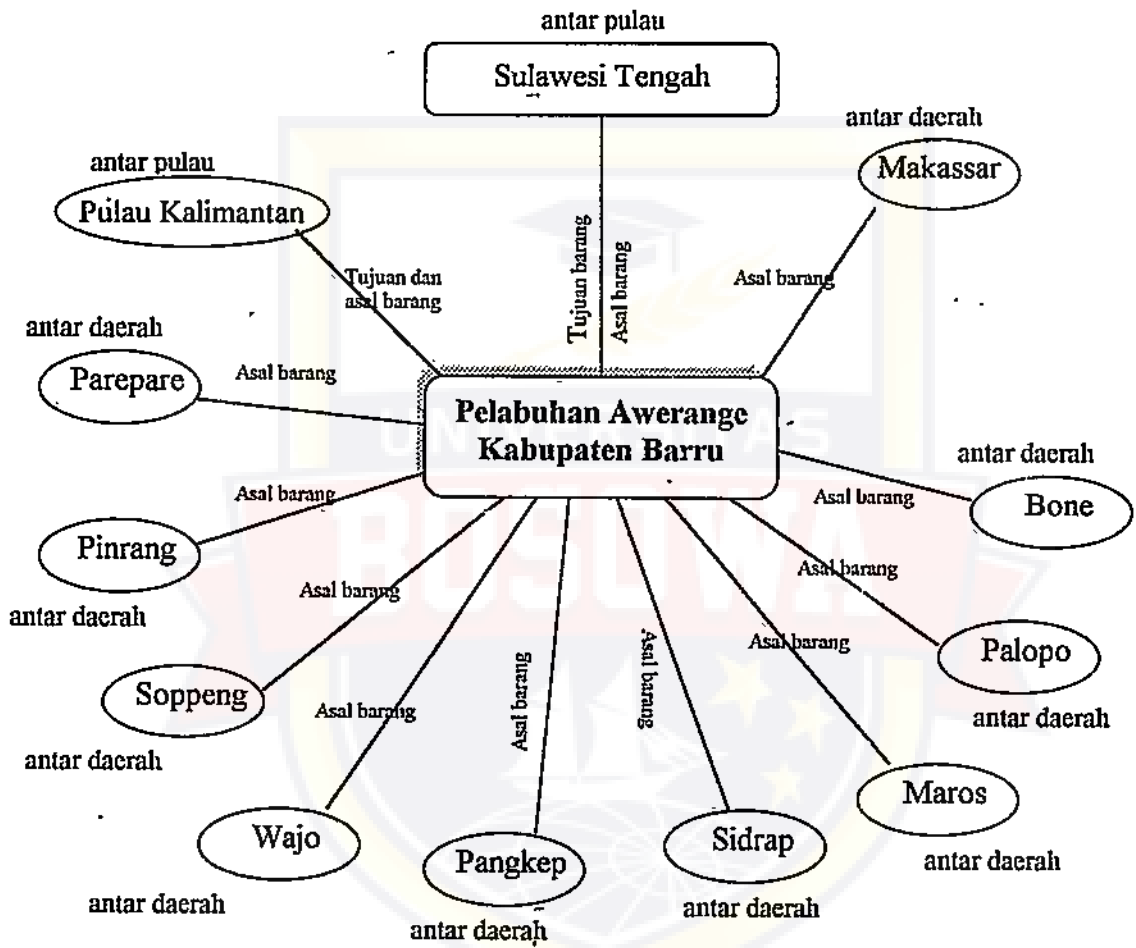 antar pulau
Sulawesi Tengah
antar daerah
Makassar
antar pulau
Pulau Kalimantan
Tujuan barang
Asal barang
Asal barang
Tujuan dan
asal barang
antar daerah
Parepare
Asal barang
Pelabuhan Awerange
Kabupaten Barru
UNIVERSITAS
BOSOWA
antar daerah
Bone
Asal barang
Asal barang
Pinrang
antar daerah
Asal barang
Soppeng
antar daerah
Asal barang
Palopo
antar daerah
Asal barang
Maros
antar daerah
Asal barang
Wajo
antar daerah
Asal barang
Pangkep
antar daerah
Asal barang
Sidrap
antar daerah